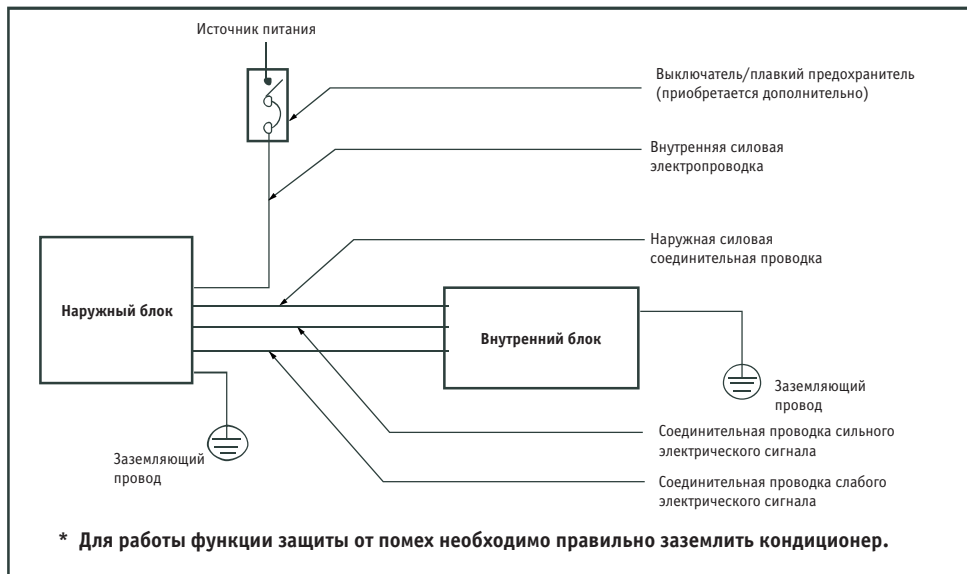 Источник питания
Выключатель/плавкий предохранитель
(приобретается дополнительно)
Внутренняя силовая
электропроводка
Наружная силовая
соединительная проводка
Наружный блок
Внутренний блок
Заземляющий
провод
Соединительная проводка сильного
электрического сигнала
Заземляющий
провод
Соединительная проводка слабого
электрического сигнала
* Для работы функции защиты от помех необходимо правильно заземлить кондиционер.